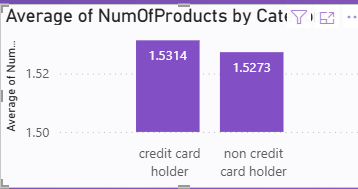 Average of NumOfProducts by Cat
Average of Num...
1.52
1.50
1.5314
1.5273
credit card
holder
non credit
card holder